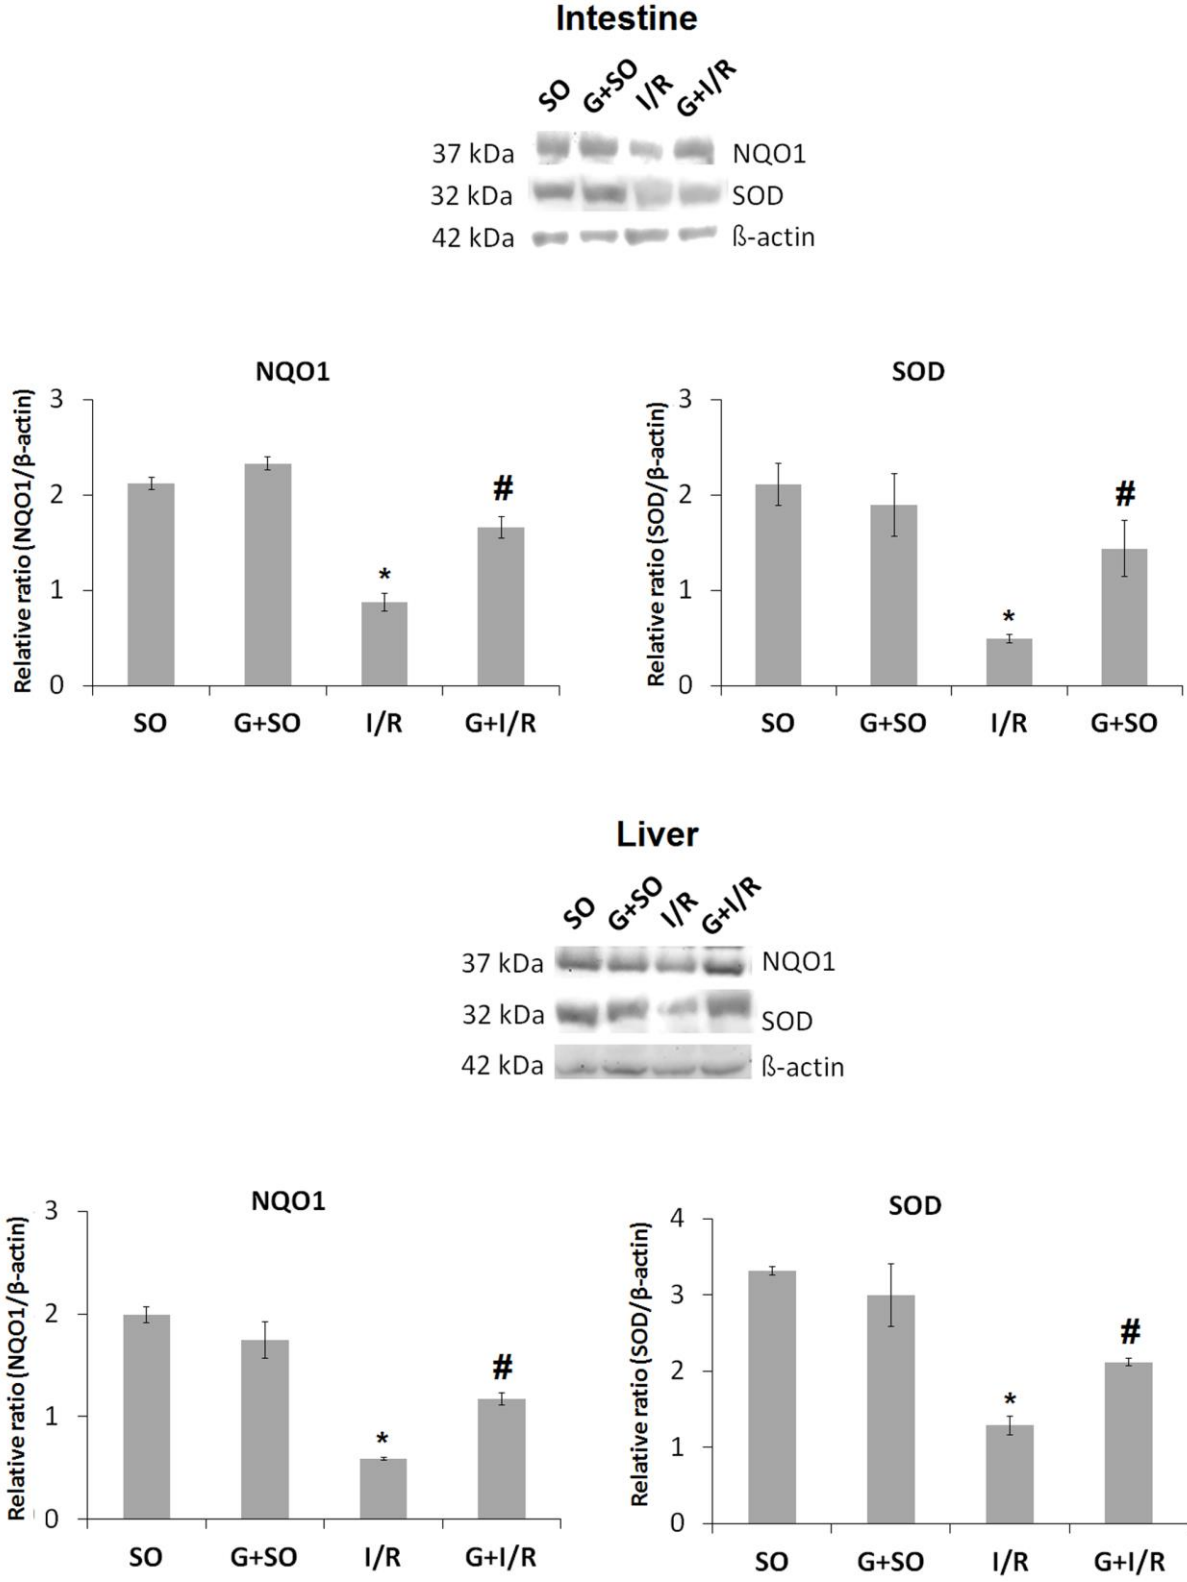 Intestine
SO G+SO I/R G+I/R
37 kDa NQO1
32 kDa SOD
42 kDa ß-actin
NQO1
Relative ratio (NQO1/β-actin)
3
2
1
0
*
#
SO G+SO I/R G+I/R
SOD
Relative ratio (SOD/β-actin)
3
2
1
0
*
#
SO G+SO I/R G+SO
Liver
SO G+SO I/R G+I/R
37 kDa NQO1
32 kDa SOD
42 kDa ß-actin
NQO1
Relative ratio (NQO1/β-actin)
3
2
1
0
*
#
SO G+SO I/R G+I/R
SOD
Relative ratio (SOD/β-actin)
4
3
2
1
0
*
#
SO G+SO I/R G+I/R